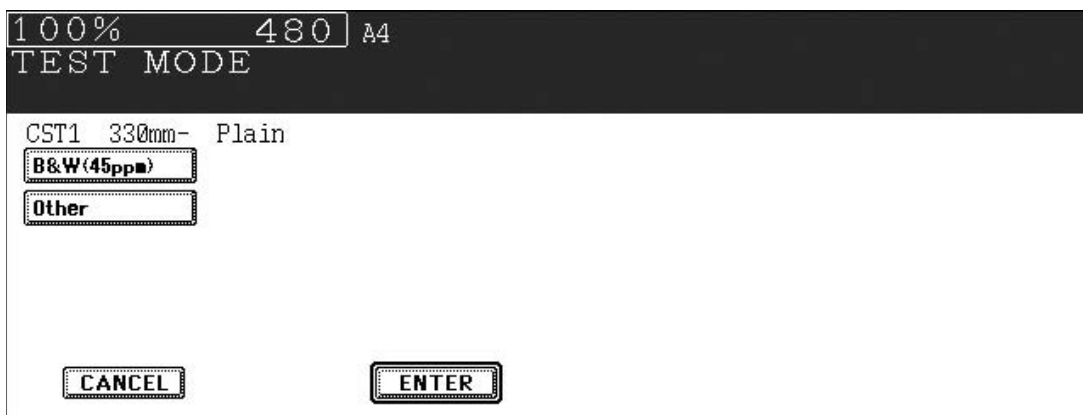 100% 480 A4
TEST MODE
CST1 330mm- Plain
B&W(45ppm)
Other
CANCEL ENTER